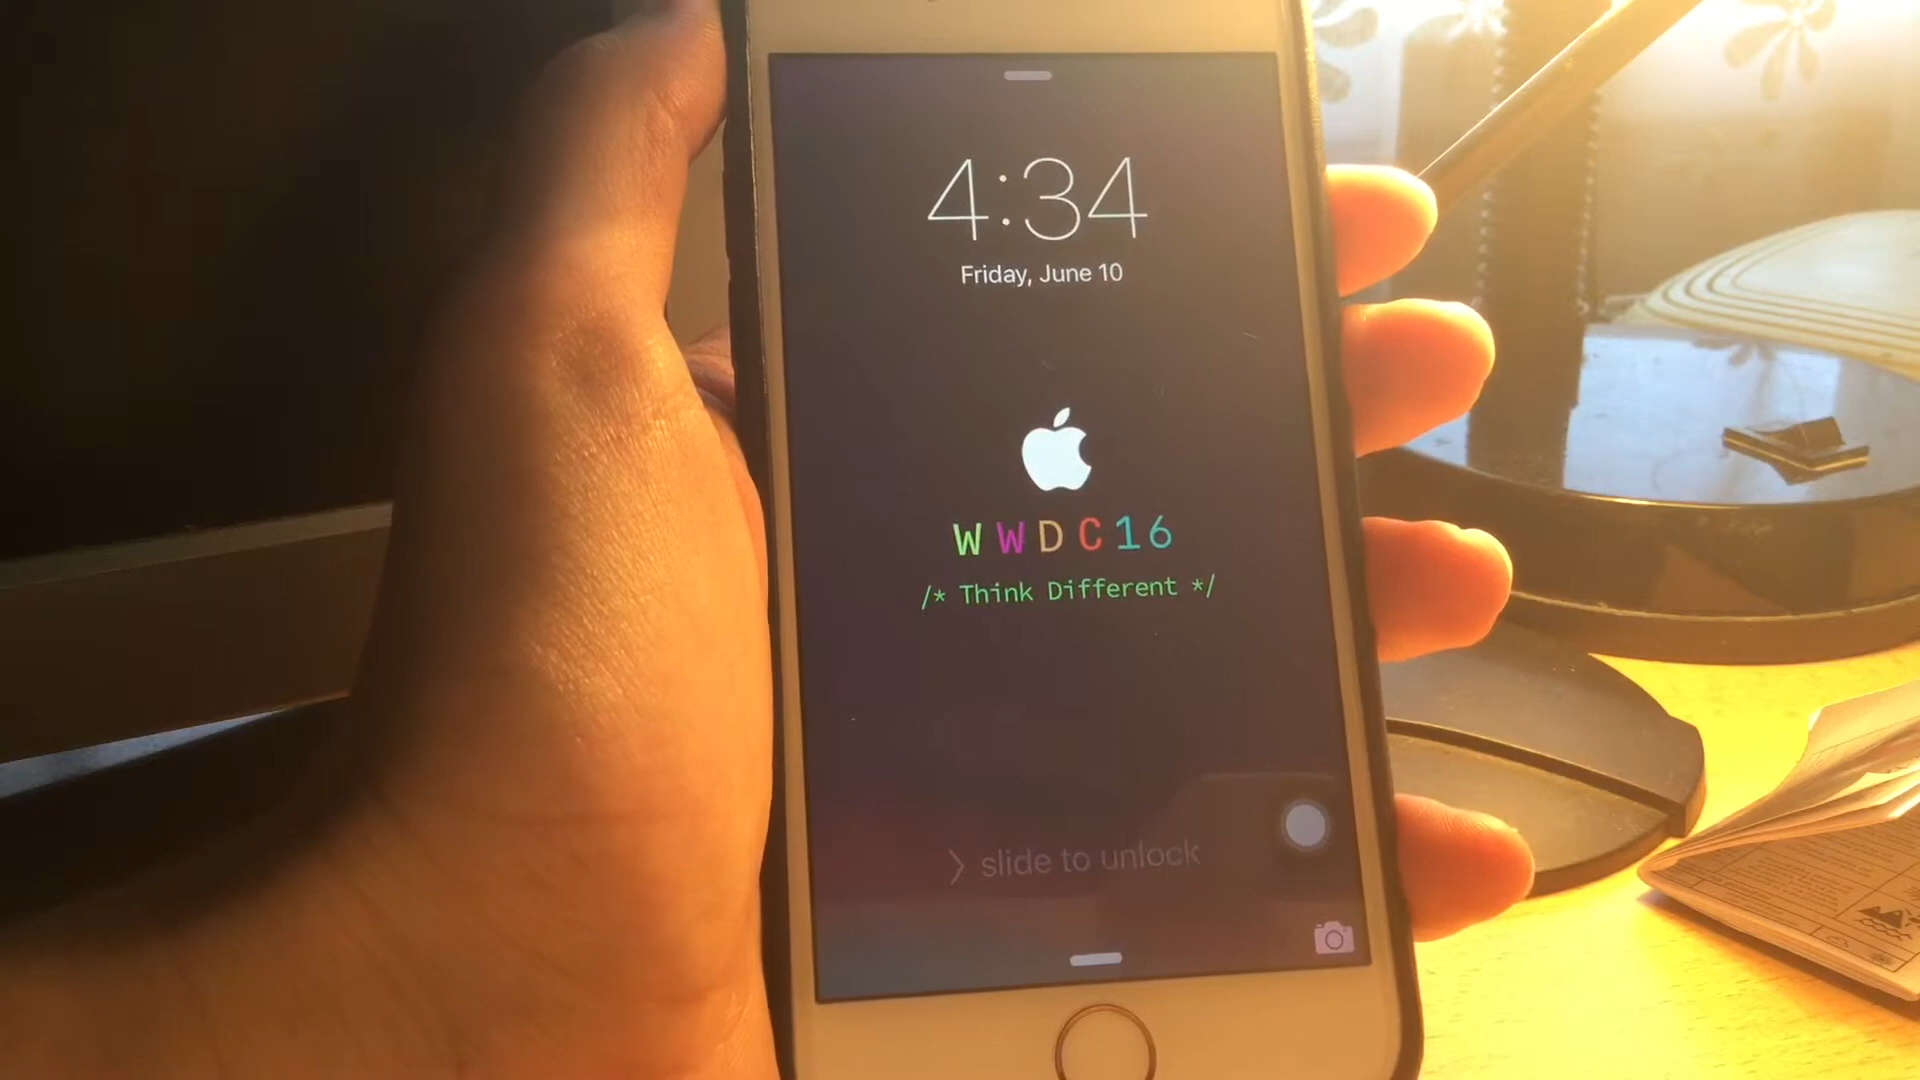 4:34
Friday, June 10
WWDC16
/* Think Different */
> slide to unlock